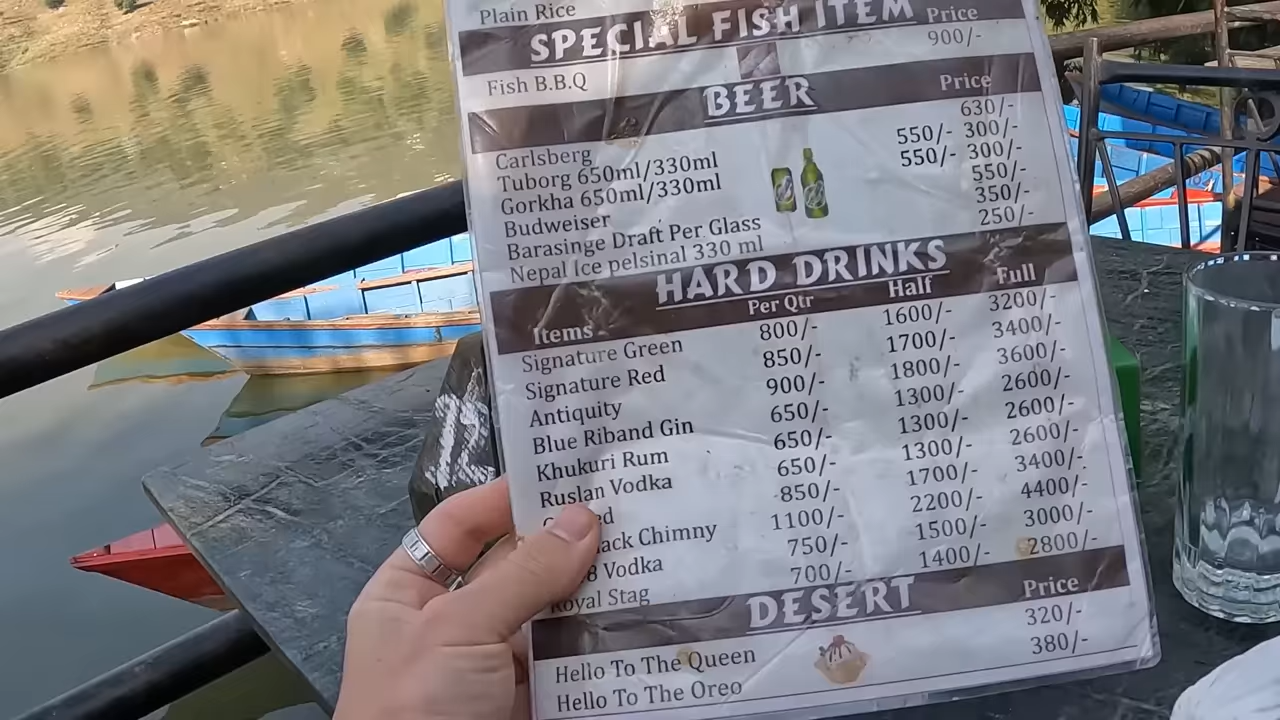 Plain Rice
SPECIAL FISH ITEM Price
Fish B.B.Q 900/-
BEER Price
Carlsberg 630/-
Tuborg 650ml/330ml 550/- 300/-
Gorkha 650ml/330ml 550/- 300/-
Budweiser 550/-
Barasinge Draft Per Glass 350/-
Nepal Ice pelsinal 330 ml 250/-
HARD DRINKS
Items Per Qtr Half Full
Signature Green 800/- 1600/- 3200/-
Signature Red 850/- 1700/- 3400/-
Antiquity 900/- 1800/- 3600/-
Blue Riband Gin 650/- 1300/- 2600/-
Khukuri Rum 650/- 1300/- 2600/-
Ruslan Vodka 650/- 1300/- 2600/-
850/- 1700/- 3400/-
Chimny 1100/- 2200/- 4400/-
8 Vodka 750/- 1500/- 3000/-
Royal Stag 700/- 1400/- 2800/-
DESERT Price
Hello To The Queen 320/-
Hello To The Oreo 380/-
12